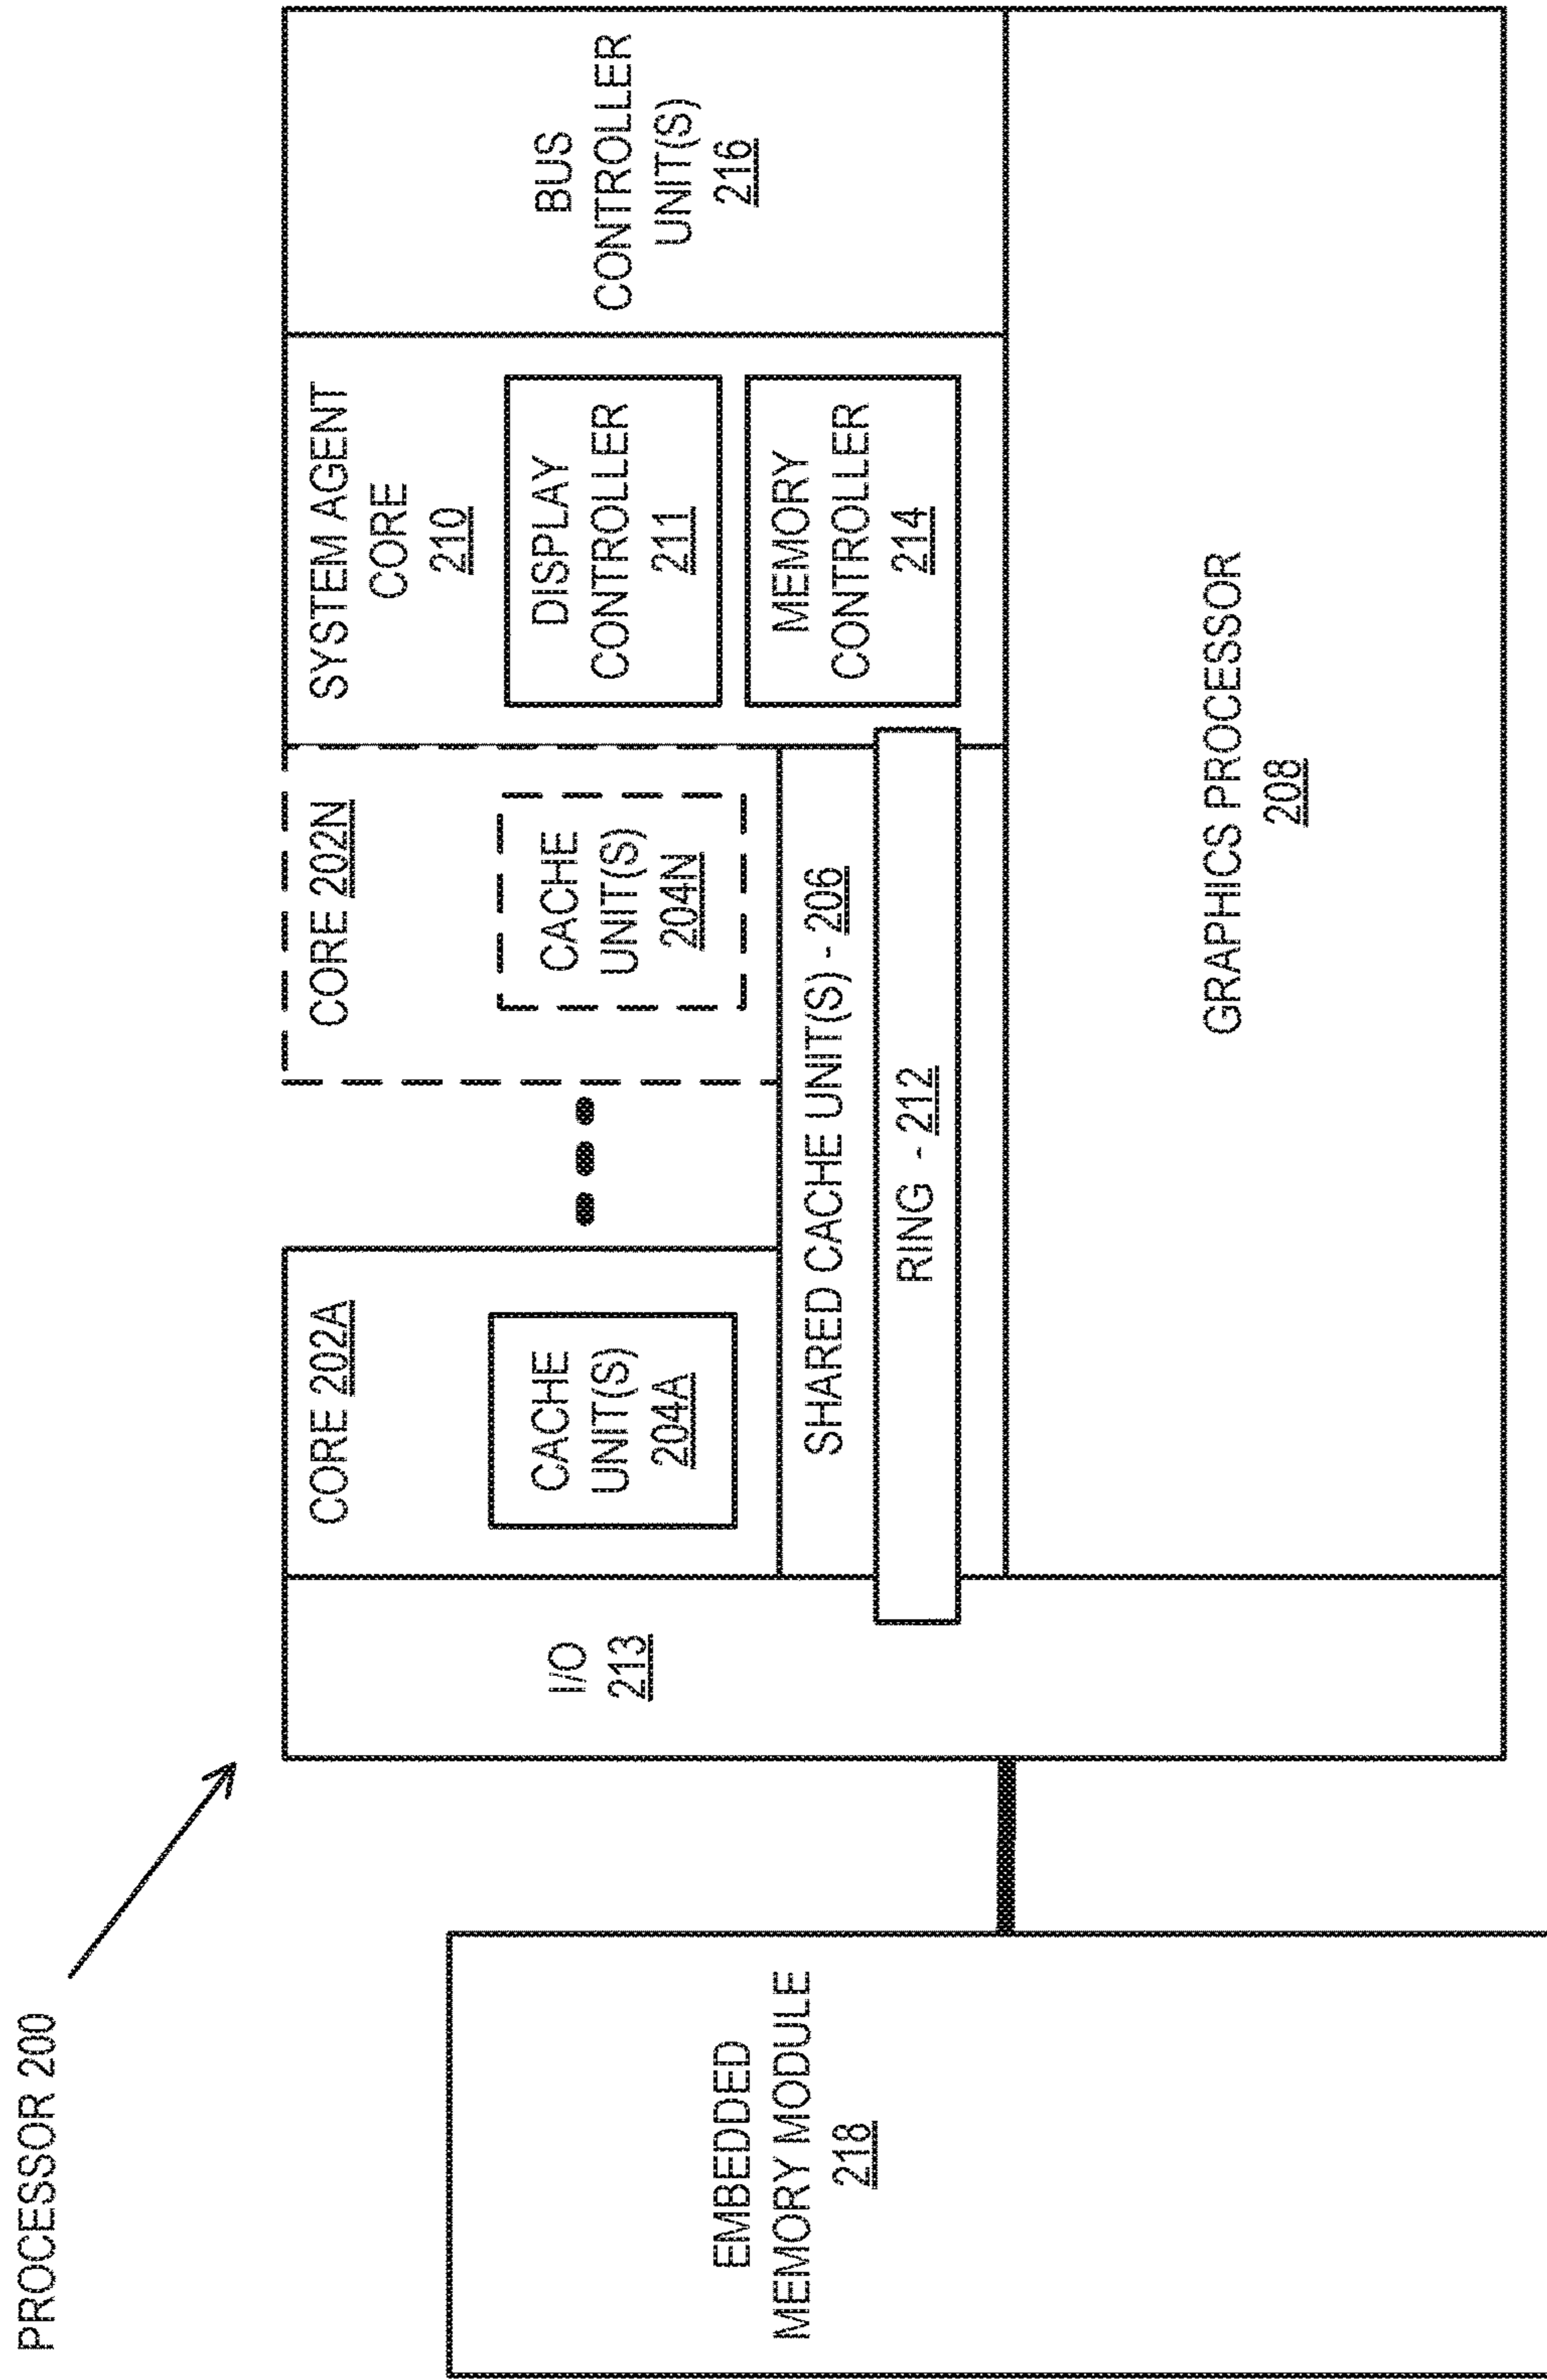 PROCESSOR 200
EMBEDDED
MEMORY MODULE
218
I/O
213
CORE 202A
CACHE
UNIT(S)
204A
CORE 202N
CACHE
UNIT(S)
204N
SHARED CACHE UNIT(S) - 206
RING - 212
SYSTEM AGENT
CORE
210
DISPLAY
CONTROLLER
211
MEMORY
CONTROLLER
214
BUS
CONTROLLER
UNIT(S)
216
GRAPHICS PROCESSOR
208